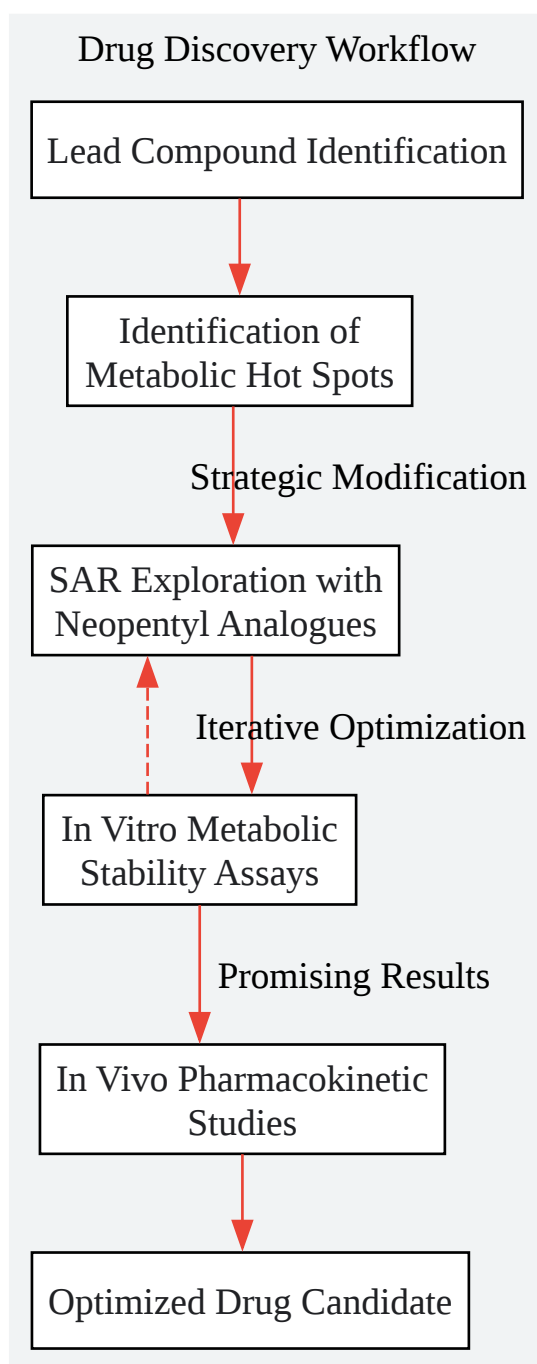 Drug Discovery Workflow
Lead Compound Identification
Identification of
Metabolic Hot Spots
Strategic Modification
SAR Exploration with
Neopentyl Analogues
Iterative Optimization
In Vitro Metabolic
Stability Assays
Promising Results
In Vivo Pharmacokinetic
Studies
Optimized Drug Candidate